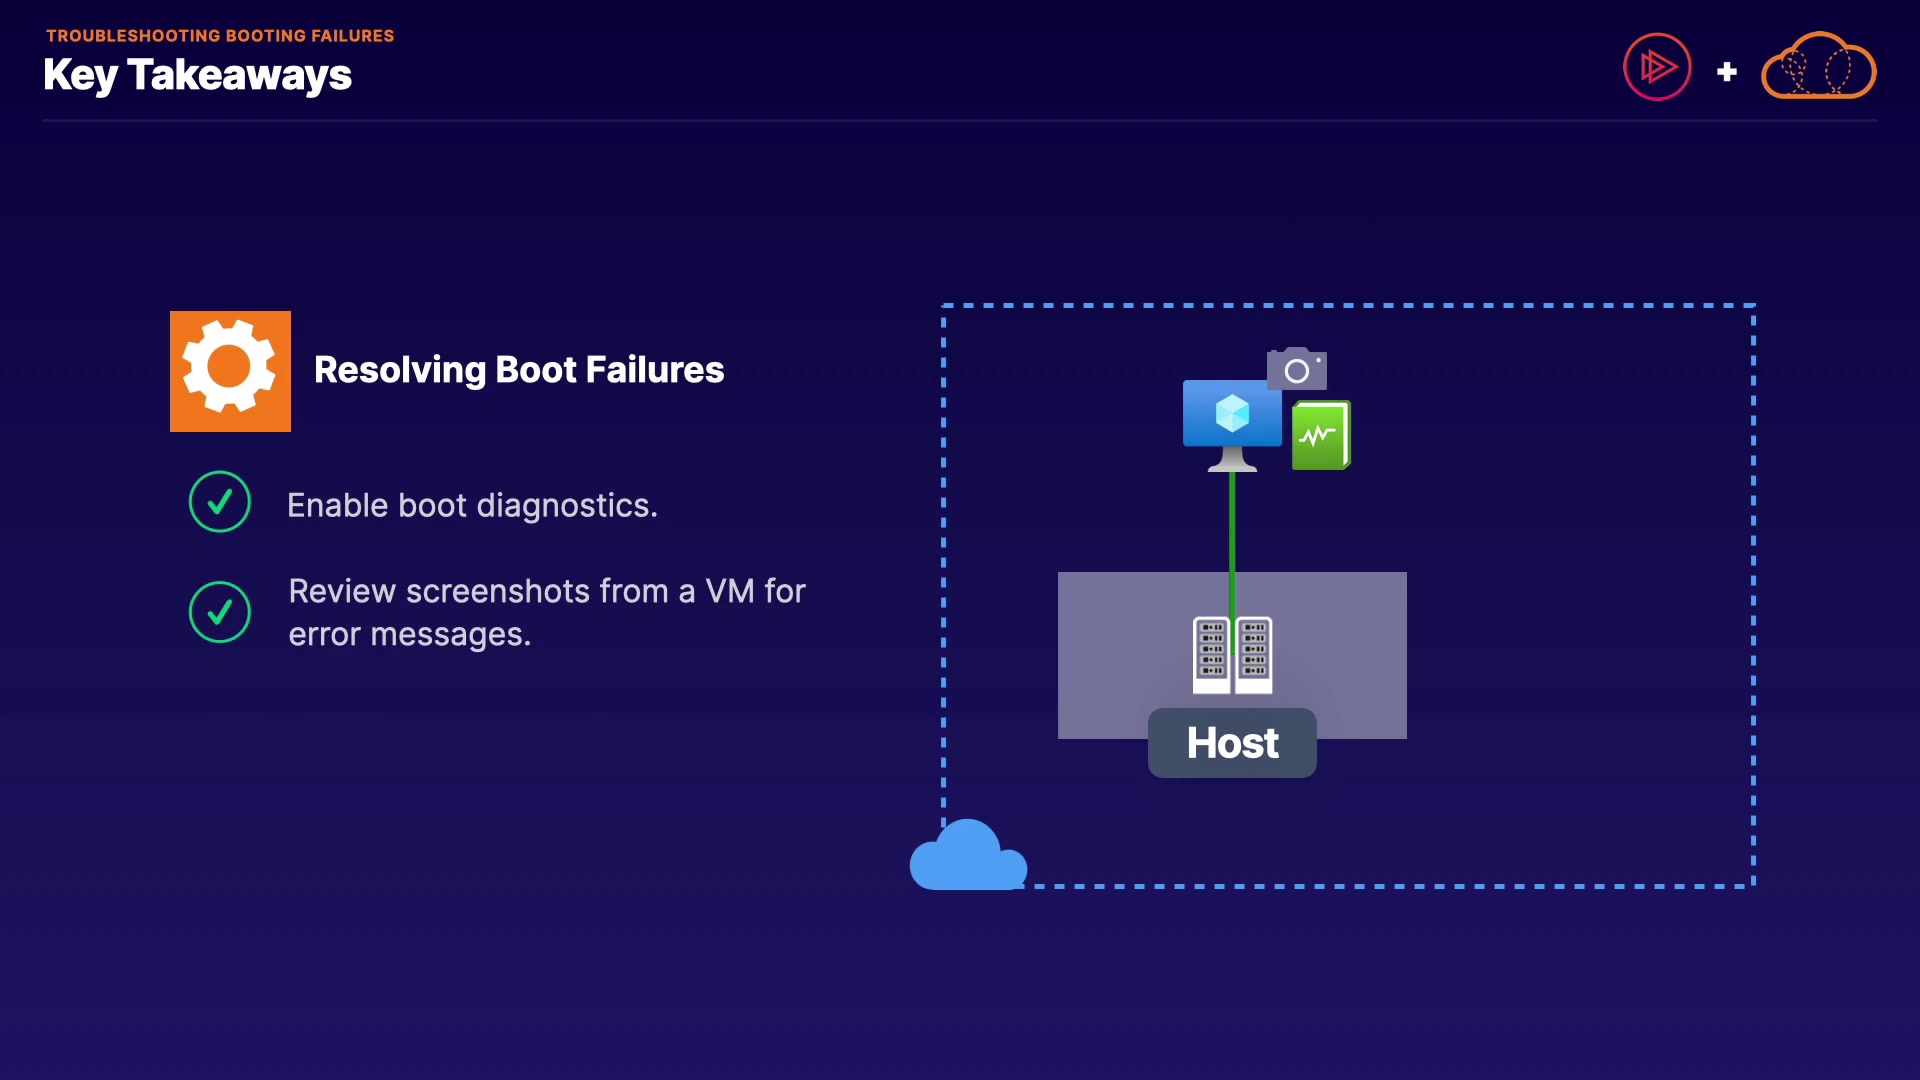 TROUBLESHOOTING BOOTING FAILURES
Key Takeaways
Resolving Boot Failures
Enable boot diagnostics.
Review screenshots from a VM for
error messages.
Host